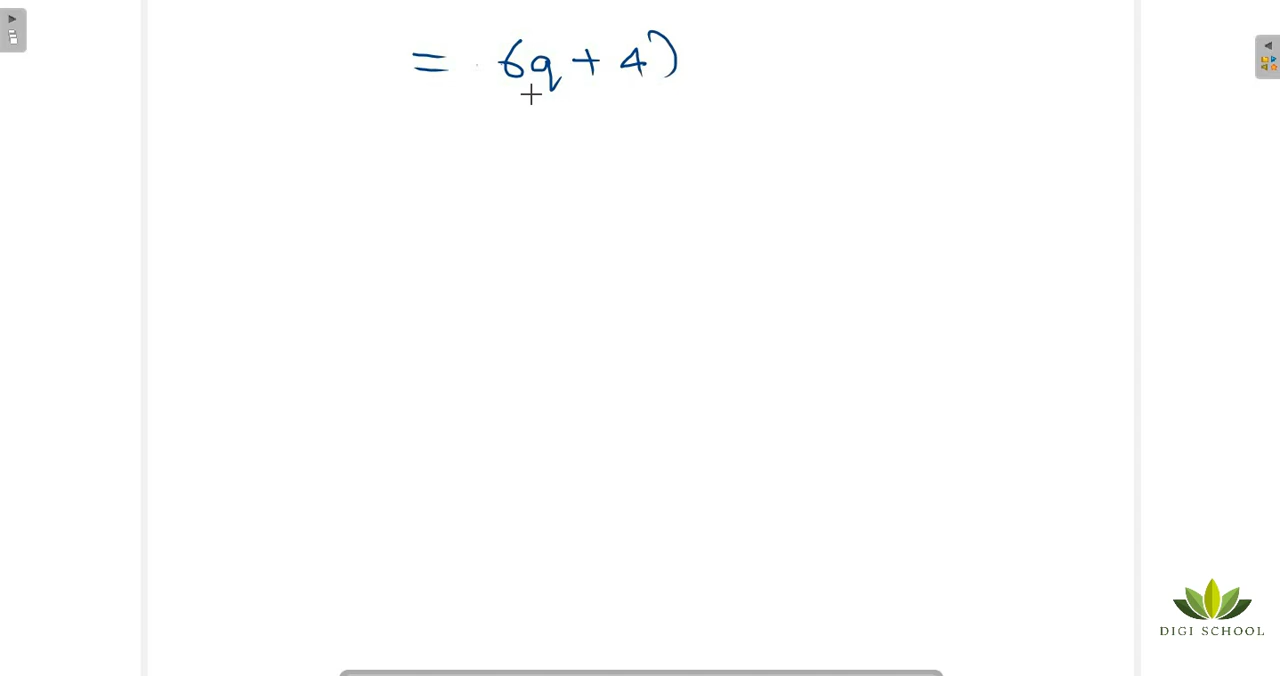 = 6q + 4)
DIGI SCHOOL